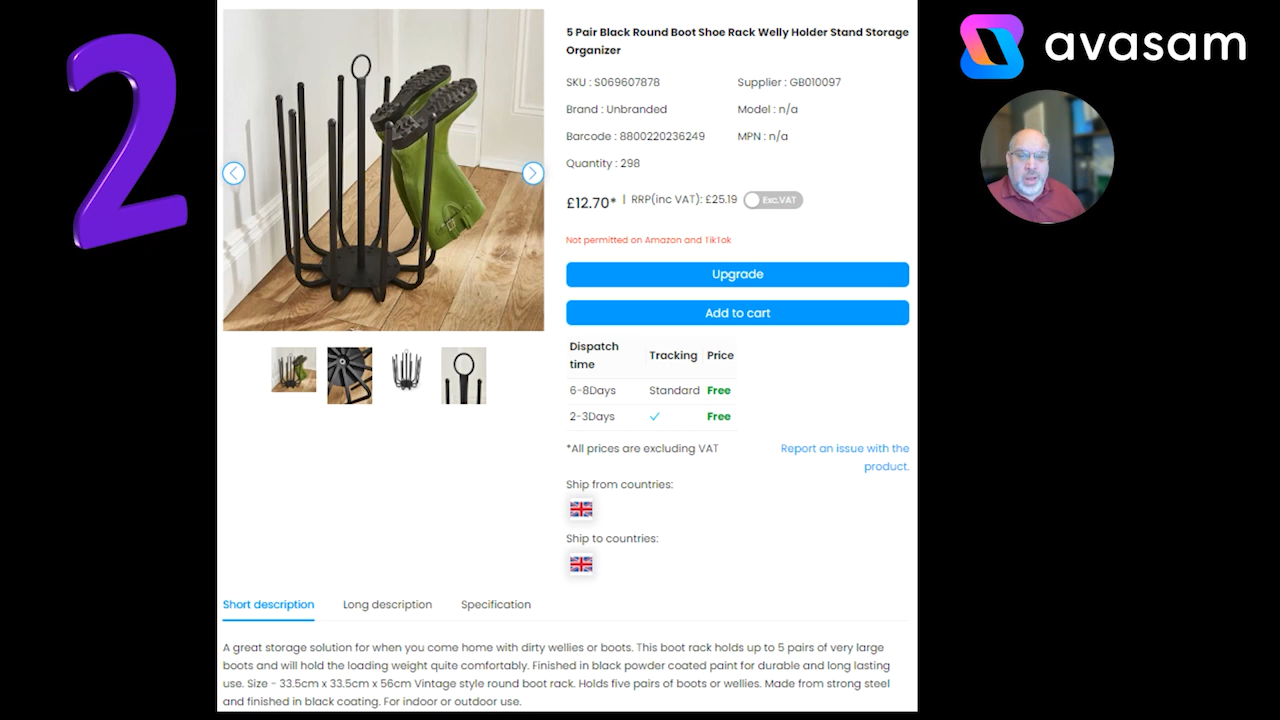 2
avasam
5 Pair Black Round Boot Shoe Rack Welly Holder Stand Storage
Organizer
SKU : S069607878 Supplier : GB010097
Brand : Unbranded Model : n/a
Barcode : 8800220236249 MPN : n/a
Quantity : 298
£12.70* | RRP(inc VAT): £25.19 Exc.VAT
Not permitted on Amazon and TikTok
Upgrade
Add to cart
Dispatch
time Tracking Price
6-8Days Standard Free
2-3Days Free
*All prices are excluding VAT Report an issue with the
product.
Ship from countries:
Ship to countries:
Short description Long description Specification
A great storage solution for when you come home with dirty wellies or boots. This boot rack holds up to 5 pairs of very large
boots and will hold the loading weight quite comfortably. Finished in black powder coated paint for durable and long lasting
use. Size - 33.5cm x 33.5cm x 56cm Vintage style round boot rack. Holds five pairs of boots or wellies. Made from strong steel
and finished in black coating. For indoor or outdoor use.